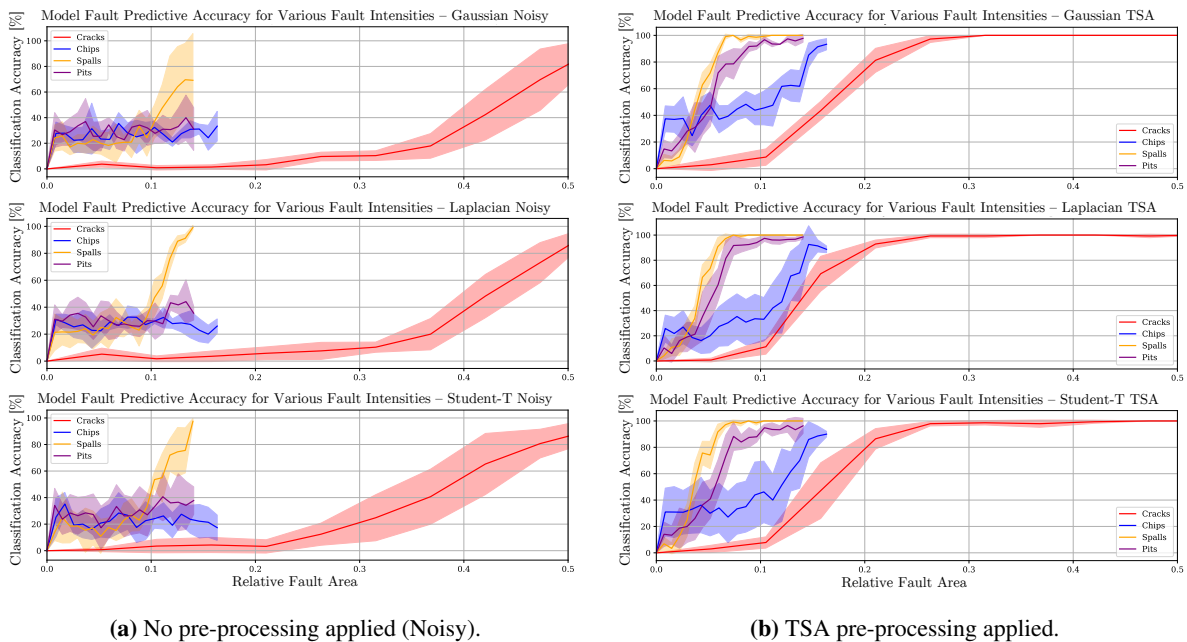 Model Fault Predictive Accuracy for Various Fault Intensities – Gaussian Noisy
Classification Accuracy [%]
100
80
60
40
20
0
Cracks
Chips
Spalls
Pits
0.0 0.1 0.2 0.3 0.4 0.5
Model Fault Predictive Accuracy for Various Fault Intensities – Laplacian Noisy
Classification Accuracy [%]
100
80
60
40
20
0
Cracks
Chips
Spalls
Pits
0.0 0.1 0.2 0.3 0.4 0.5
Model Fault Predictive Accuracy for Various Fault Intensities – Student-T Noisy
Classification Accuracy [%]
100
80
60
40
20
0
Cracks
Chips
Spalls
Pits
0.0 0.1 0.2 0.3 0.4 0.5
Relative Fault Area
(a) No pre-processing applied (Noisy).
Model Fault Predictive Accuracy for Various Fault Intensities – Gaussian TSA
Classification Accuracy [%]
100
80
60
40
20
0
Cracks
Chips
Spalls
Pits
0.0 0.1 0.2 0.3 0.4 0.5
Model Fault Predictive Accuracy for Various Fault Intensities – Laplacian TSA
Classification Accuracy [%]
100
80
60
40
20
0
Cracks
Chips
Spalls
Pits
0.0 0.1 0.2 0.3 0.4 0.5
Model Fault Predictive Accuracy for Various Fault Intensities – Student-T TSA
Classification Accuracy [%]
100
80
60
40
20
0
Cracks
Chips
Spalls
Pits
0.0 0.1 0.2 0.3 0.4 0.5
Relative Fault Area
(b) TSA pre-processing applied.